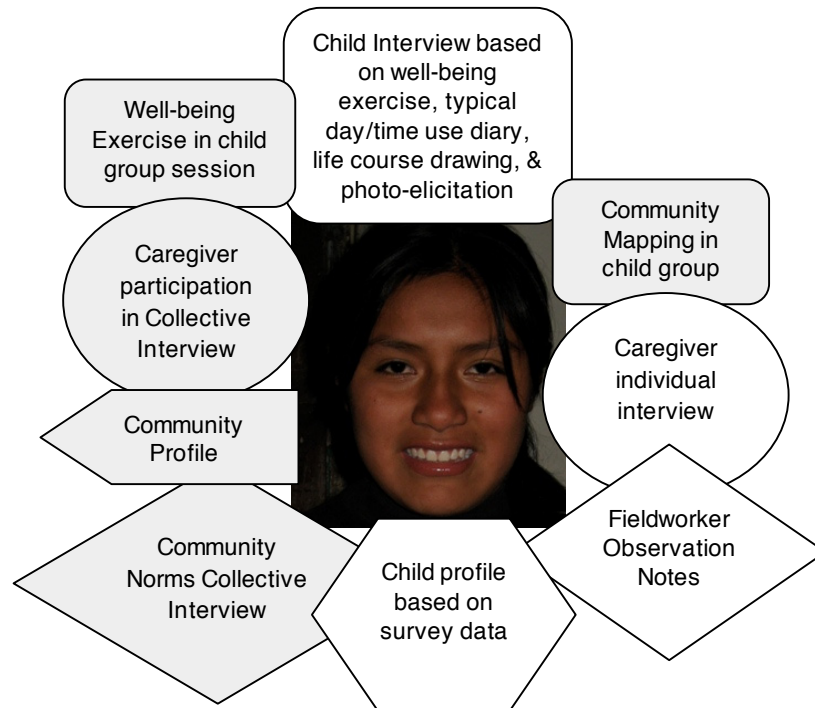 Child Interview based
on well-being
exercise, typical
day/time use diary,
life course drawing, &
photo-elicitation
Well-being
Exercise in child
group session
Community
Mapping in
child group
Caregiver
participation
in Collective
Interview
Caregiver
individual
interview
Community
Profile
Community
Norms Collective
Interview
Fieldworker
Observation
Notes
Child profile
based on
survey data